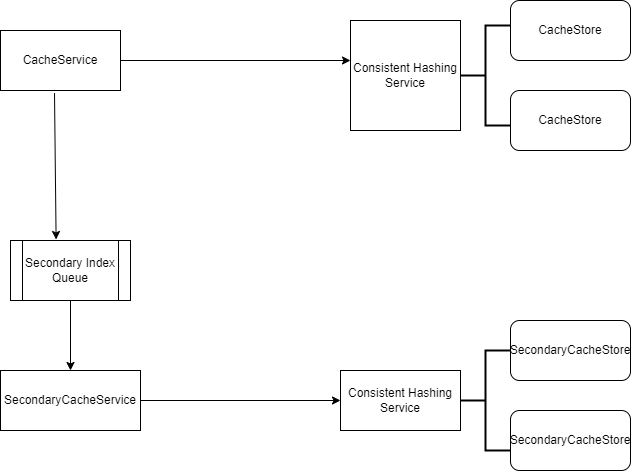 CacheService
Consistent Hashing
Service
CacheStore
CacheStore
Secondary Index
Queue
SecondaryCacheService
Consistent Hashing
Service
SecondaryCacheStore
SecondaryCacheStore